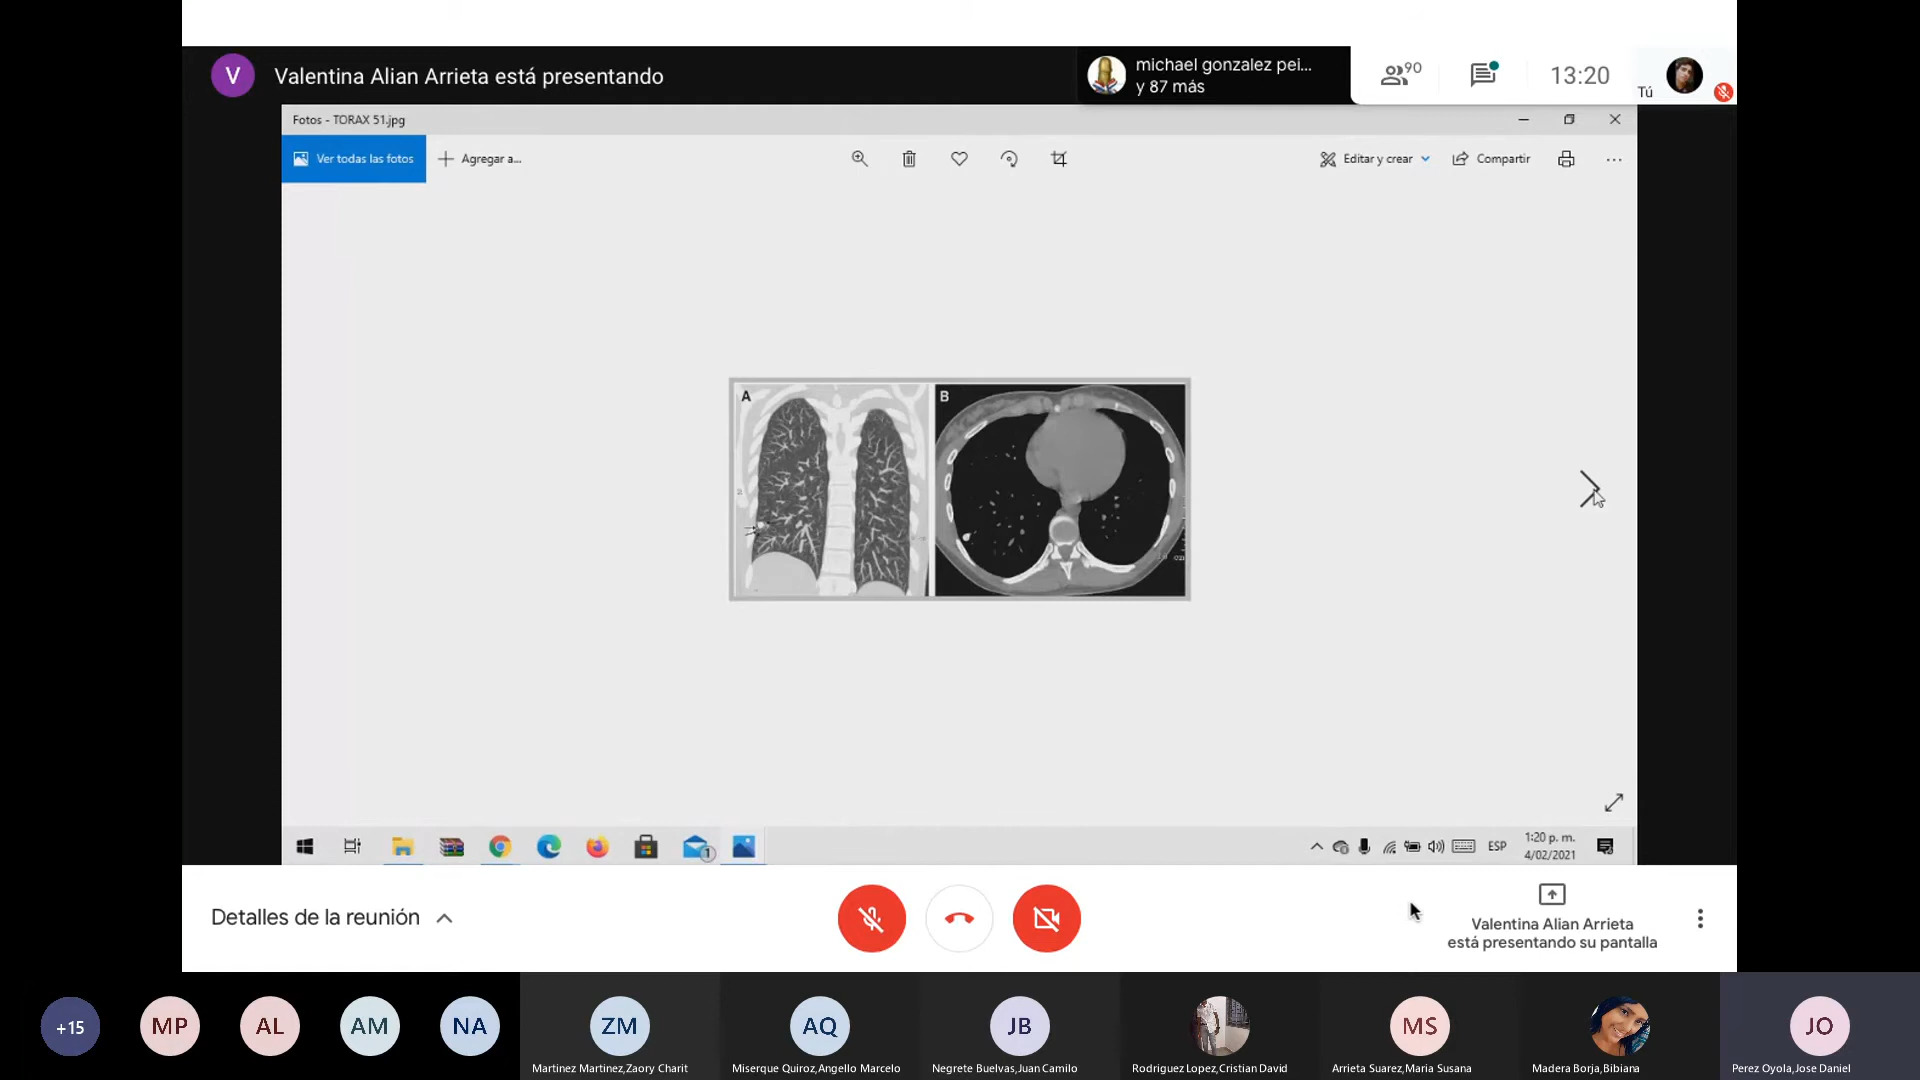 V
Valentina Alian Arrieta está presentando
michael gonzalez pei...
y 87 más
90
13:20
Tú
Fotos - TORAX 51.jpg
Ver todas las fotos
Agregar a...
Editar y crear
Compartir
A
B
1
ESP
1:20 p. m.
4/02/2021
Detalles de la reunión
Valentina Alian Arrieta
está presentando su pantalla
+15
MP
AL
AM
NA
ZM
AQ
JB
MS
JO
Martinez Martinez,Zaory Charit
Miserque Quiroz,Angello Marcelo
Negrete Buelvas,Juan Camilo
Rodriguez Lopez,Cristian David
Arrieta Suarez,Maria Susana
Madera Borja,Bibiana
Perez Oyola,Jose Daniel